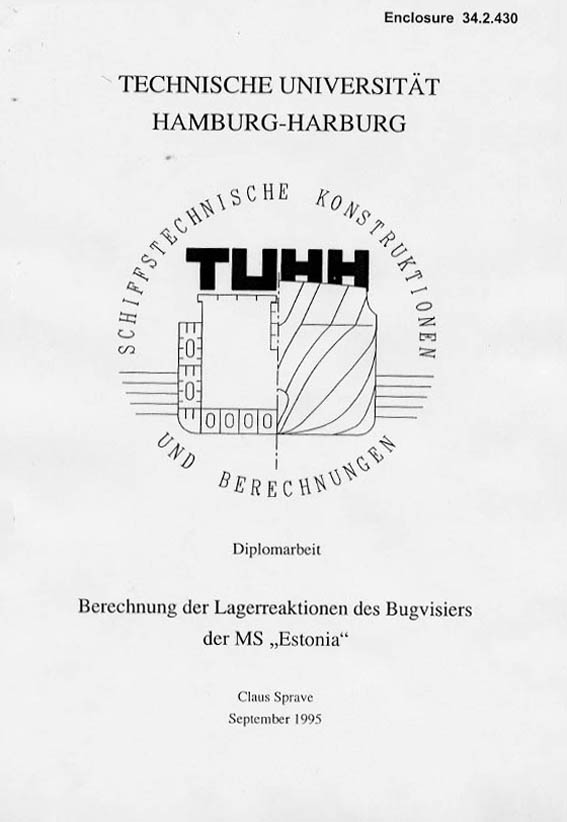 Enclosure 34.2.430
TECHNISCHE UNIVERSITÄT
HAMBURG-HARBURG
SCHIFFSTECHNISCHE KONSTRUKTIONEN
TUHH
UND BERECHNUNGEN
Diplomarbeit
Berechnung der Lagerreaktionen des Bugvisiers
der MS „Estonia“
Claus Sprave
September 1995